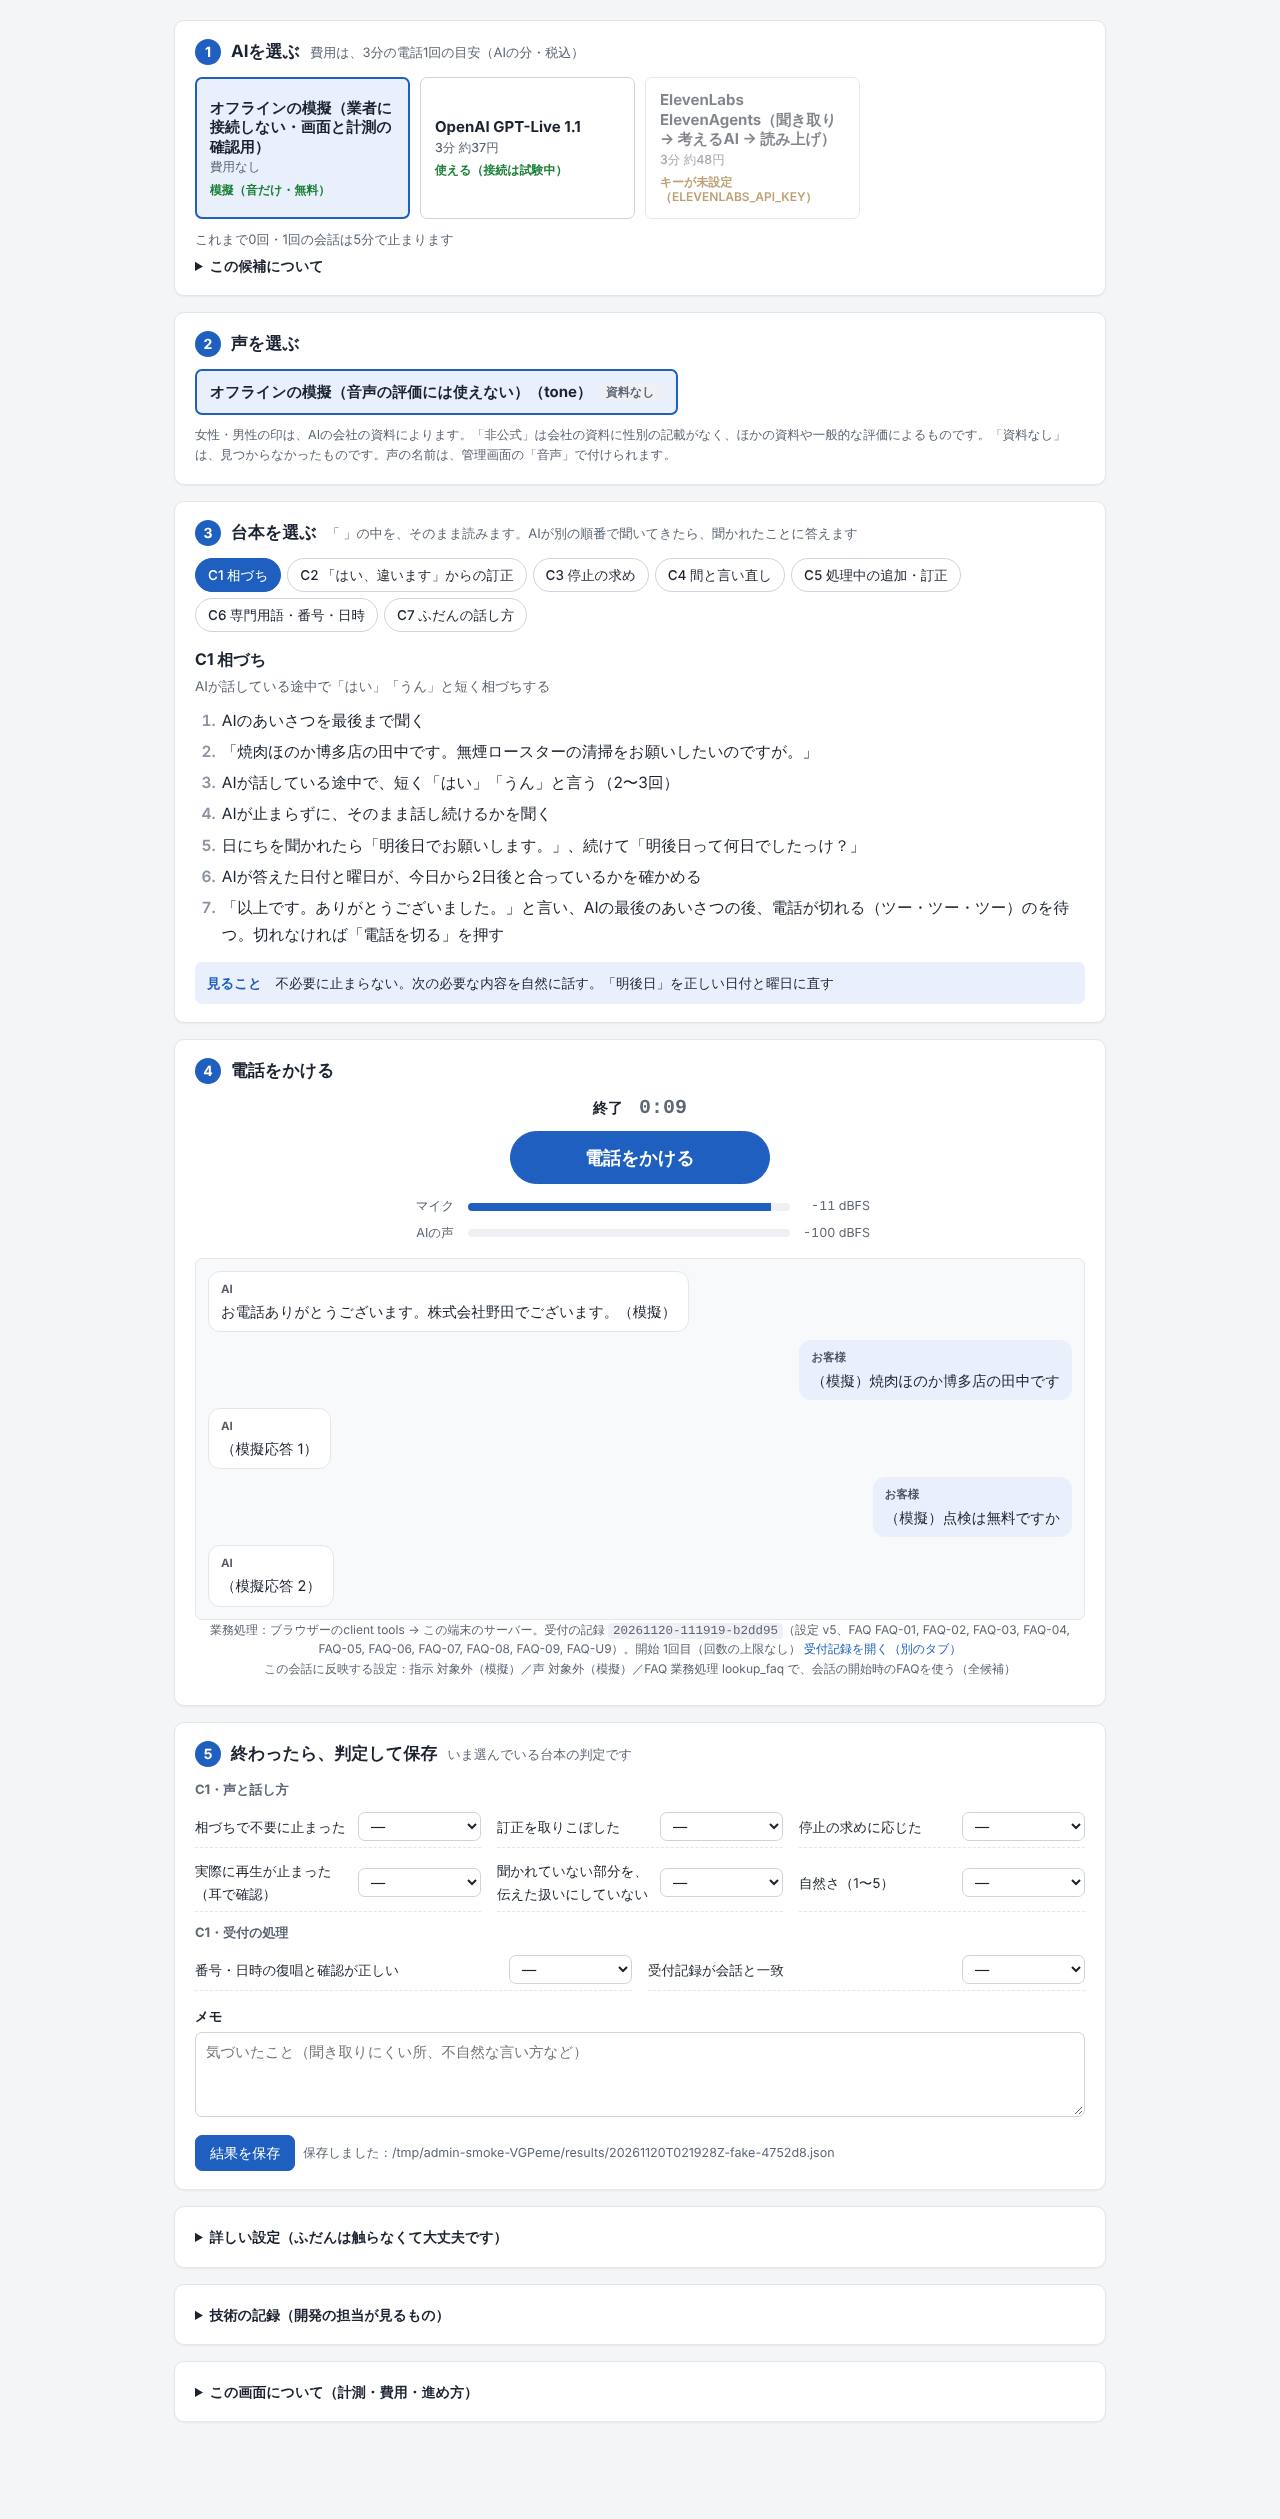 1 AIを選ぶ 費用は、3分の電話1回の目安（AIの分・税込）
オフラインの模擬（業者に
接続しない・画面と計測の
確認用）
費用なし
模擬（音だけ・無料）
OpenAI GPT-Live 1.1
3分 約37円
使える（接続は試験中）
ElevenLabs
ElevenAgents（聞き取り
→ 考えるAI → 読み上げ）
3分 約48円
キーが未設定
（ELEVENLABS_API_KEY）
これまで0回・1回の会話は5分で止まります
▶ この候補について
2 声を選ぶ
オフラインの模擬（音声の評価には使えない）（tone） 資料なし
女性・男性の印は、AIの会社の資料によります。「非公式」は会社の資料に性別の記載がなく、ほかの資料や一般的な評価によるものです。「資料なし」
は、見つからなかったものです。声の名前は、管理画面の「音声」で付けられます。
3 台本を選ぶ 「 」の中を、そのまま読みます。AIが別の順番で聞いてきたら、聞かれたことに答えます
C1 相づち C2 「はい、違います」からの訂正 C3 停止の求め C4 間と言い直し C5 処理中の追加・訂正
C6 専門用語・番号・日時 C7 ふだんの話し方
C1 相づち
AIが話している途中で「はい」「うん」と短く相づちする
1. AIのあいさつを最後まで聞く
2. 「焼肉ほのか博多店の田中です。無煙ロースターの清掃をお願いしたいのですが。」
3. AIが話している途中で、短く「はい」「うん」と言う（2〜3回）
4. AIが止まらずに、そのまま話し続けるかを聞く
5. 日にちを聞かれたら「明後日でお願いします。」、続けて「明後日って何日でしたっけ？」
6. AIが答えた日付と曜日が、今日から2日後と合っているかを確かめる
7. 「以上です。ありがとうございました。」と言い、AIの最後のあいさつの後、電話が切れる（ツー・ツー・ツー）のを待
つ。切れなければ「電話を切る」を押す
見ること 不必要に止まらない。次の必要な内容を自然に話す。「明後日」を正しい日付と曜日に直す
4 電話をかける
終了 0:09
電話をかける
マイク -11 dBFS
AIの声 -100 dBFS
AI
お電話ありがとうございます。株式会社野田でございます。（模擬）
お客様
（模擬）焼肉ほのか博多店の田中です
AI
（模擬応答 1）
お客様
（模擬）点検は無料ですか
AI
（模擬応答 2）
業務処理：ブラウザーのclient tools → この端末のサーバー。受付の記録 20261120-111919-b2dd95（設定 v5、FAQ FAQ-01, FAQ-02, FAQ-03, FAQ-04,
FAQ-05, FAQ-06, FAQ-07, FAQ-08, FAQ-09, FAQ-U9）。開始 1回目（回数の上限なし） 受付記録を開く（別のタブ）
この会話に反映する設定：指示 対象外（模擬）／声 対象外（模擬）／FAQ 業務処理 lookup_faq で、会話の開始時のFAQを使う（全候補）
5 終わったら、判定して保存 いま選んでいる台本の判定です
C1・声と話し方
相づちで不要に止まった — 訂正を取りこぼした — 停止の求めに応じた —
実際に再生が止まった
（耳で確認） —
聞かれていない部分を、
伝えた扱いにしていない —
自然さ（1〜5） —
C1・受付の処理
番号・日時の復唱と確認が正しい — 受付記録が会話と一致 —
メモ
気づいたこと（聞き取りにくい所、不自然な言い方など）
結果を保存 保存しました：/tmp/admin-smoke-VGPeme/results/20261120T021928Z-fake-4752d8.json
▶ 詳しい設定（ふだんは触らなくて大丈夫です）
▶ 技術の記録（開発の担当が見るもの）
▶ この画面について（計測・費用・進め方）